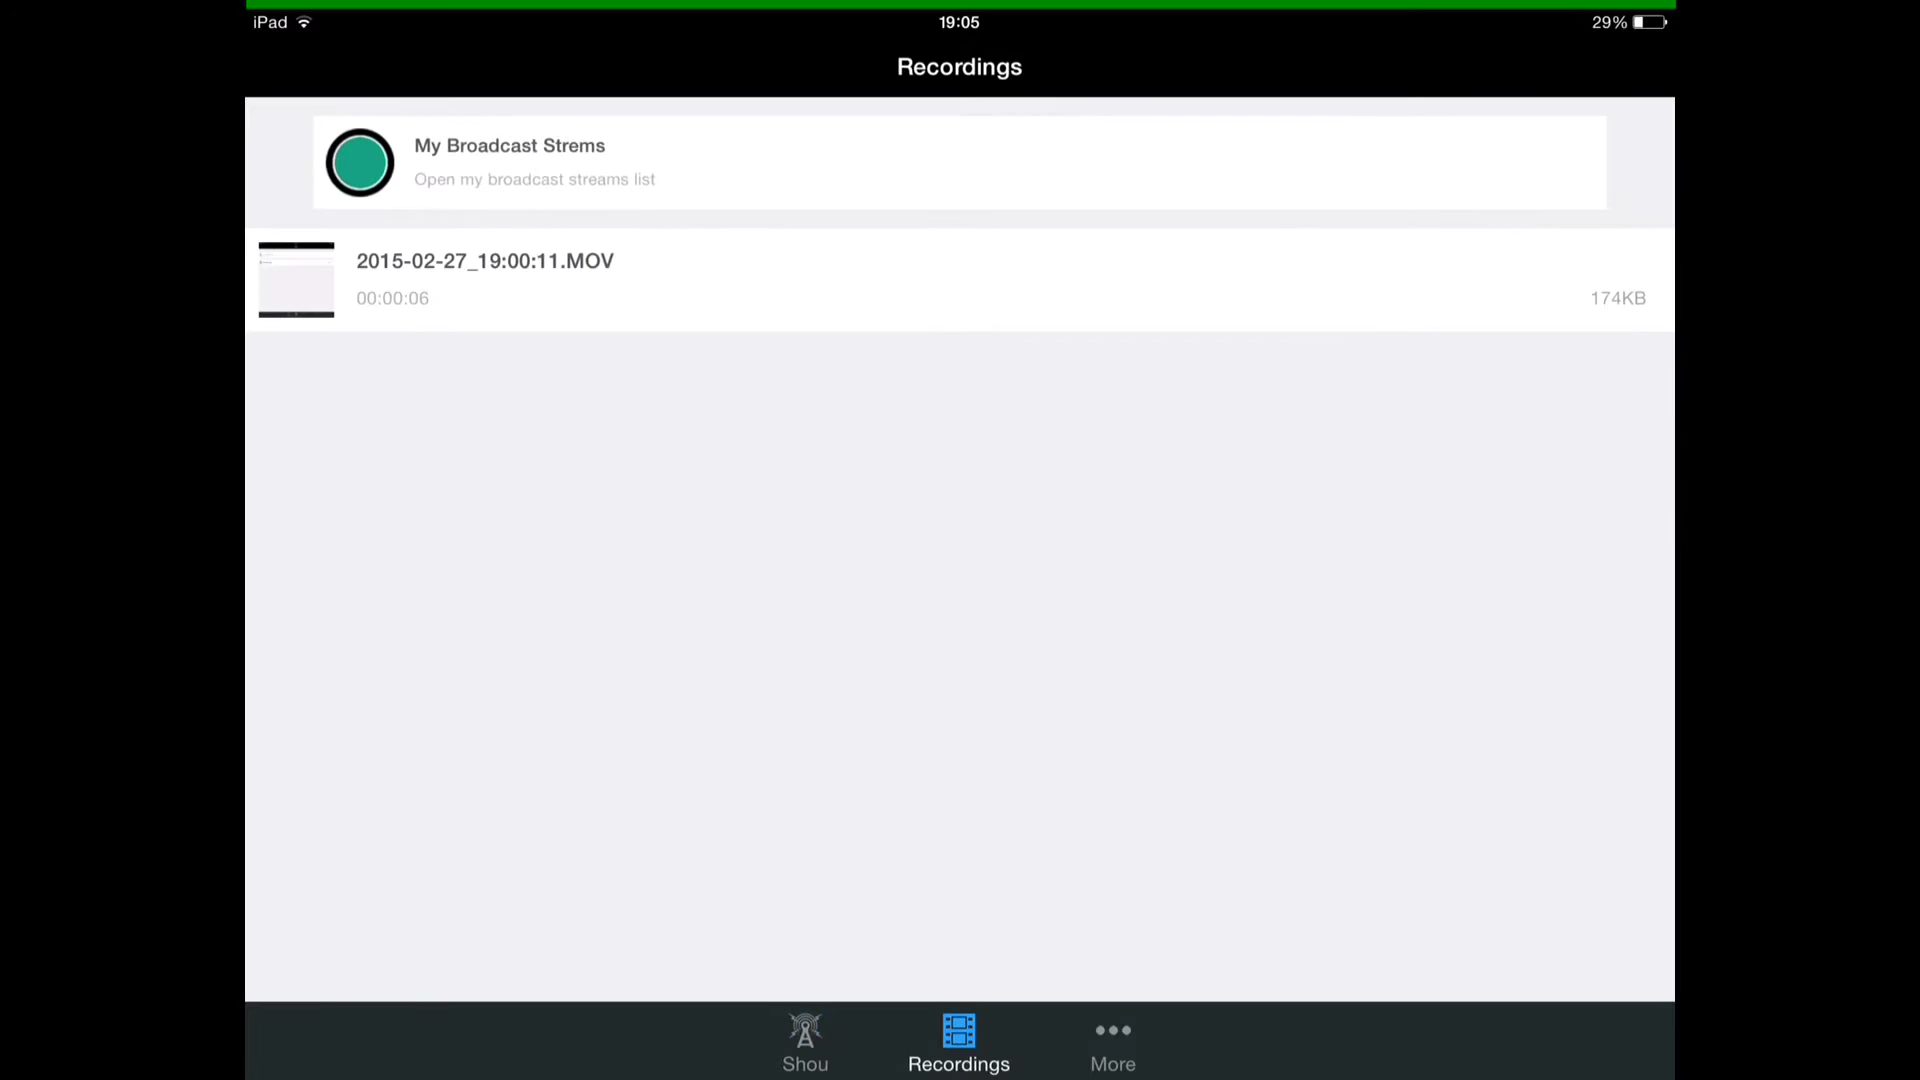 iPad 19:05 29%
Recordings
My Broadcast Strems
Open my broadcast streams list
2015-02-27_19:00:11.MOV
00:00:06 174KB
Shou Recordings More